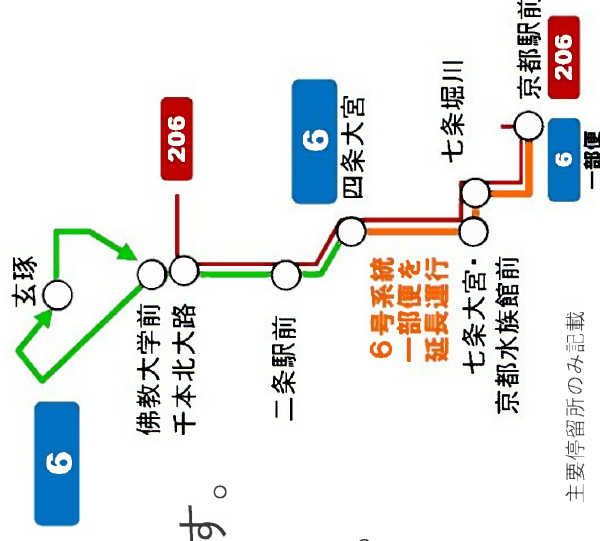 玄琢
6
佛教大学前
千本北大路
206
二条駅前
6
四条大宮
6号系統
一部便を
延長運行
七条大宮・
京都水族館前
七条堀川
京都駅前
206
6
一部便
主要停留所のみ記載
す。
。